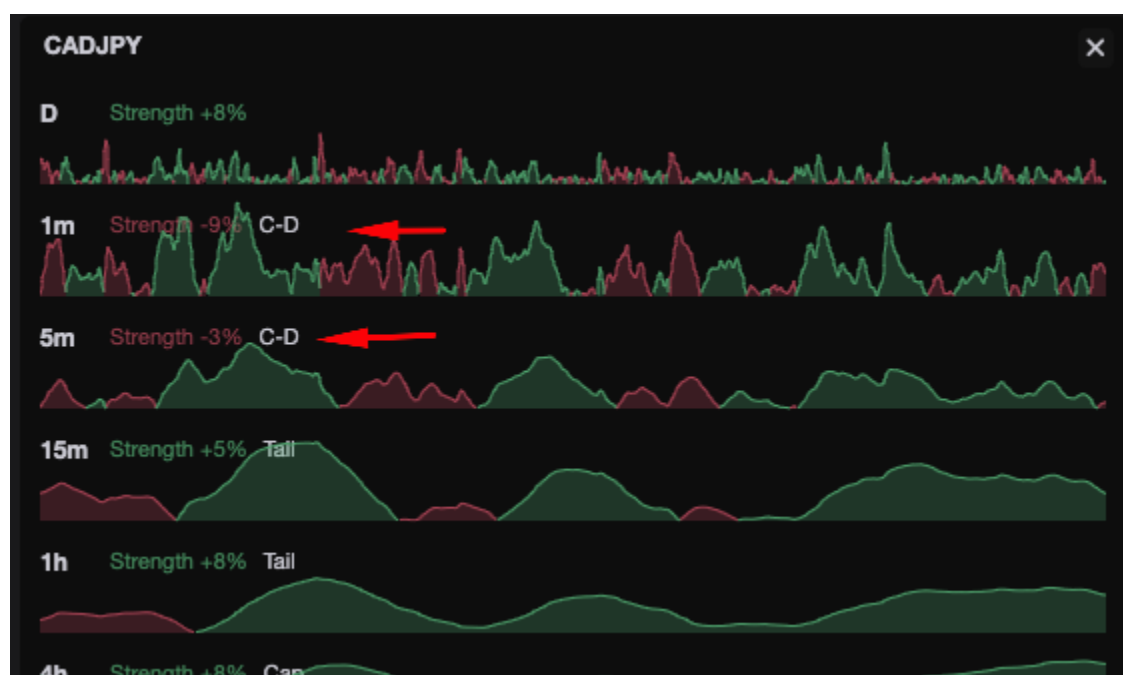 CADJPY
D Strength +8%
1m Strength -9% C-D
5m Strength -3% C-D
15m Strength +5% Tail
1h Strength +8% Tail
4h Strength +8% Cap